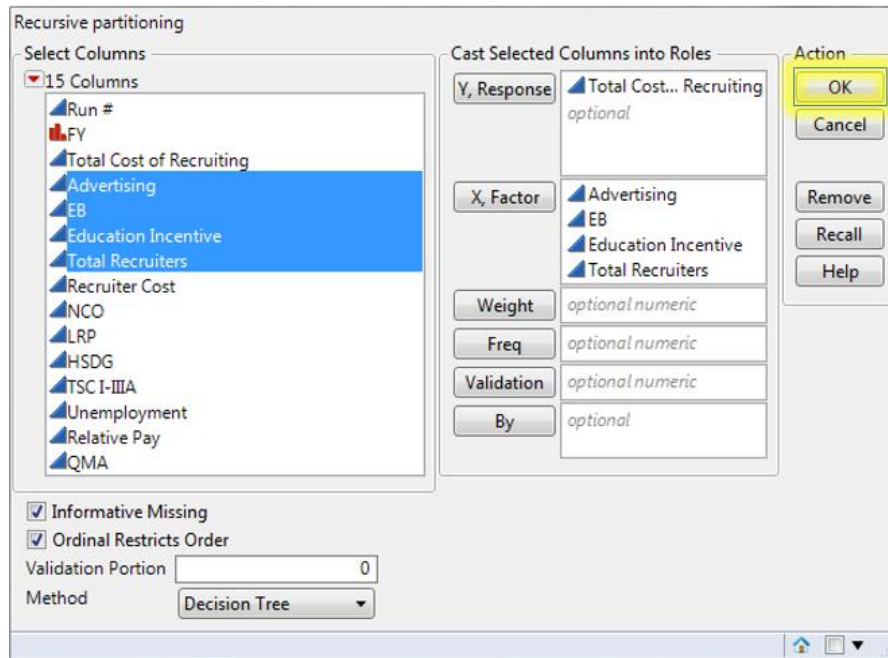 Recursive partitioning
Select Columns
15 Columns
Run #
FY
Total Cost of Recruiting
Advertising
EB
Education Incentive
Total Recruiters
Recruiter Cost
NCO
LRP
HSDG
TSC I-IIIA
Unemployment
Relative Pay
QMA
Informative Missing
Ordinal Restricts Order
Validation Portion 0
Method Decision Tree
Cast Selected Columns into Roles
Y, Response Total Cost... Recruiting
optional
X, Factor Advertising
EB
Education Incentive
Total Recruiters
Weight optional numeric
Freq optional numeric
Validation optional numeric
By optional
Action
OK
Cancel
Remove
Recall
Help